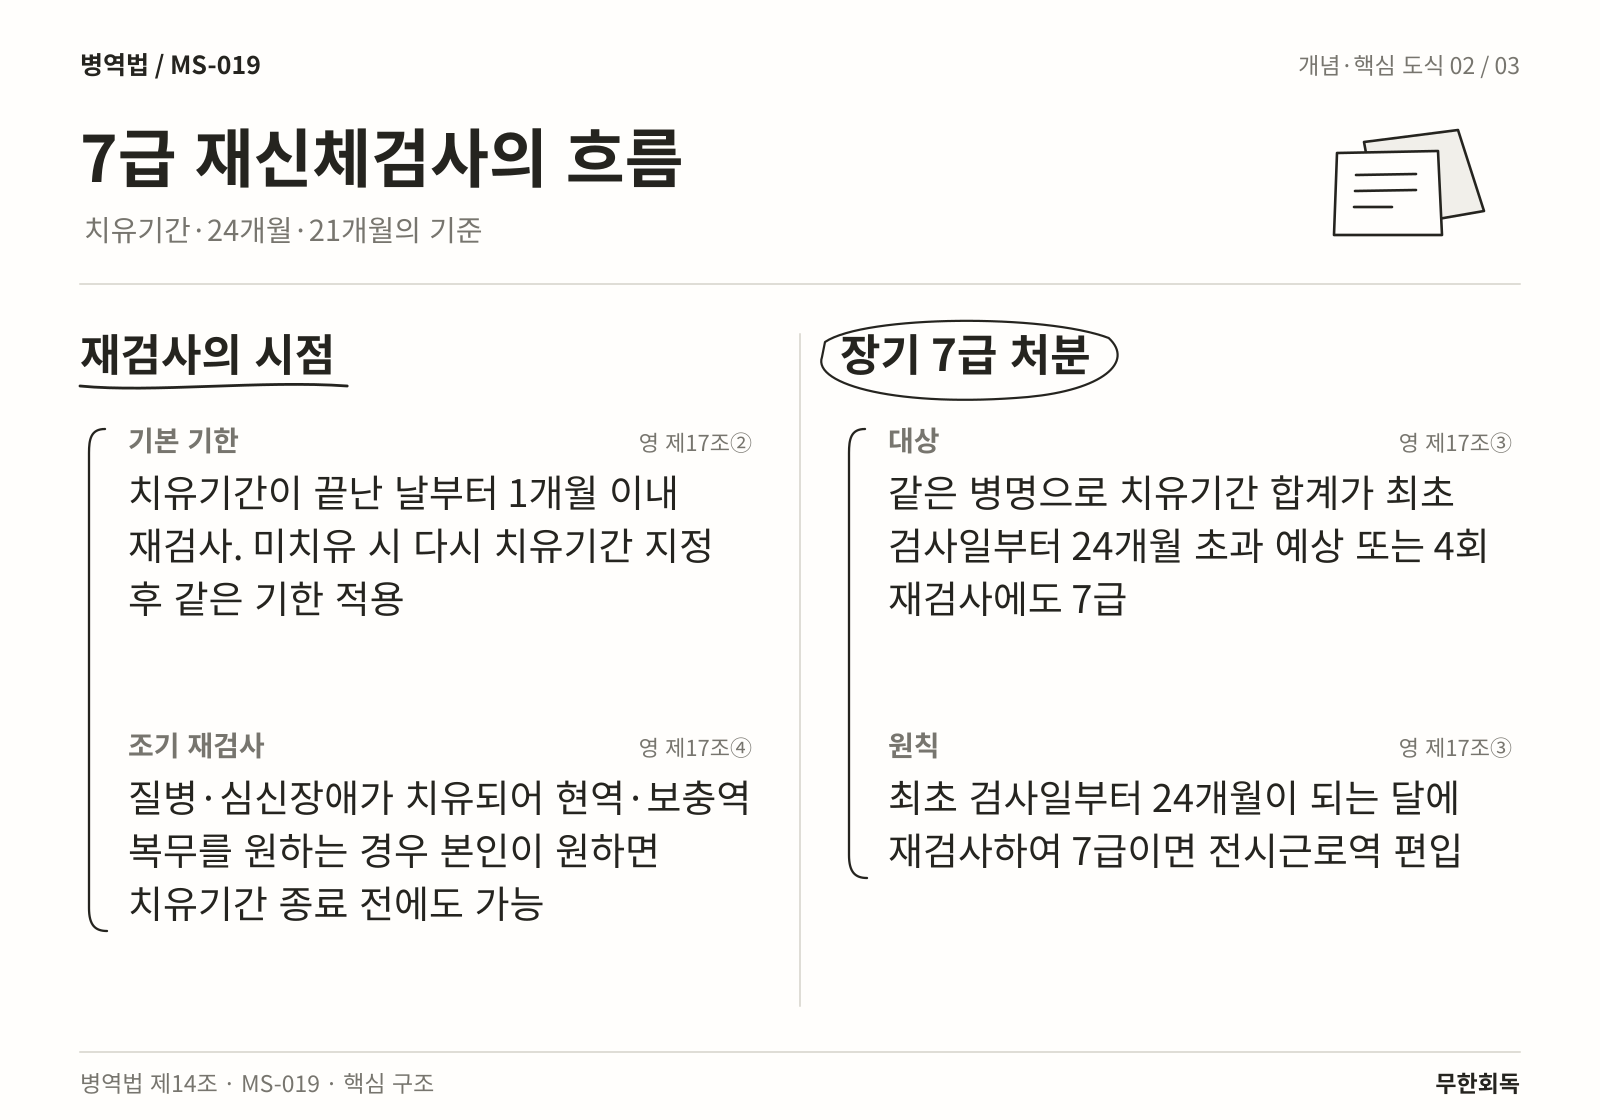 병역법 / MS-019
개념·핵심 도식 02 / 03
7급 재신체검사의 흐름
치유기간·24개월·21개월의 기준
재검사의 시점
기본 기한
영 제17조②
치유기간이 끝난 날부터 1개월 이내
재검사. 미치유 시 다시 치유기간 지정
후 같은 기한 적용
조기 재검사
영 제17조④
질병·심신장애가 치유되어 현역·보충역
복무를 원하는 경우 본인이 원하면
치유기간 종료 전에도 가능
장기 7급 처분
대상
영 제17조③
같은 병명으로 치유기간 합계가 최초
검사일부터 24개월 초과 예상 또는 4회
재검사에도 7급
원칙
영 제17조③
최초 검사일부터 24개월이 되는 달에
재검사하여 7급이면 전시근로역 편입
병역법 제14조 · MS-019 · 핵심 구조
무한회독